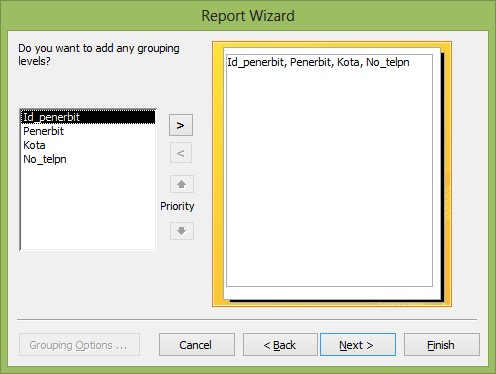 Report Wizard
Do you want to add any grouping
levels?
Id_penerbit
Penerbit
Kota
No_telpn
>
<
Priority
Id_penerbit, Penerbit, Kota, No_telpn
Grouping Options ...
Cancel
< Back
Next >
Finish